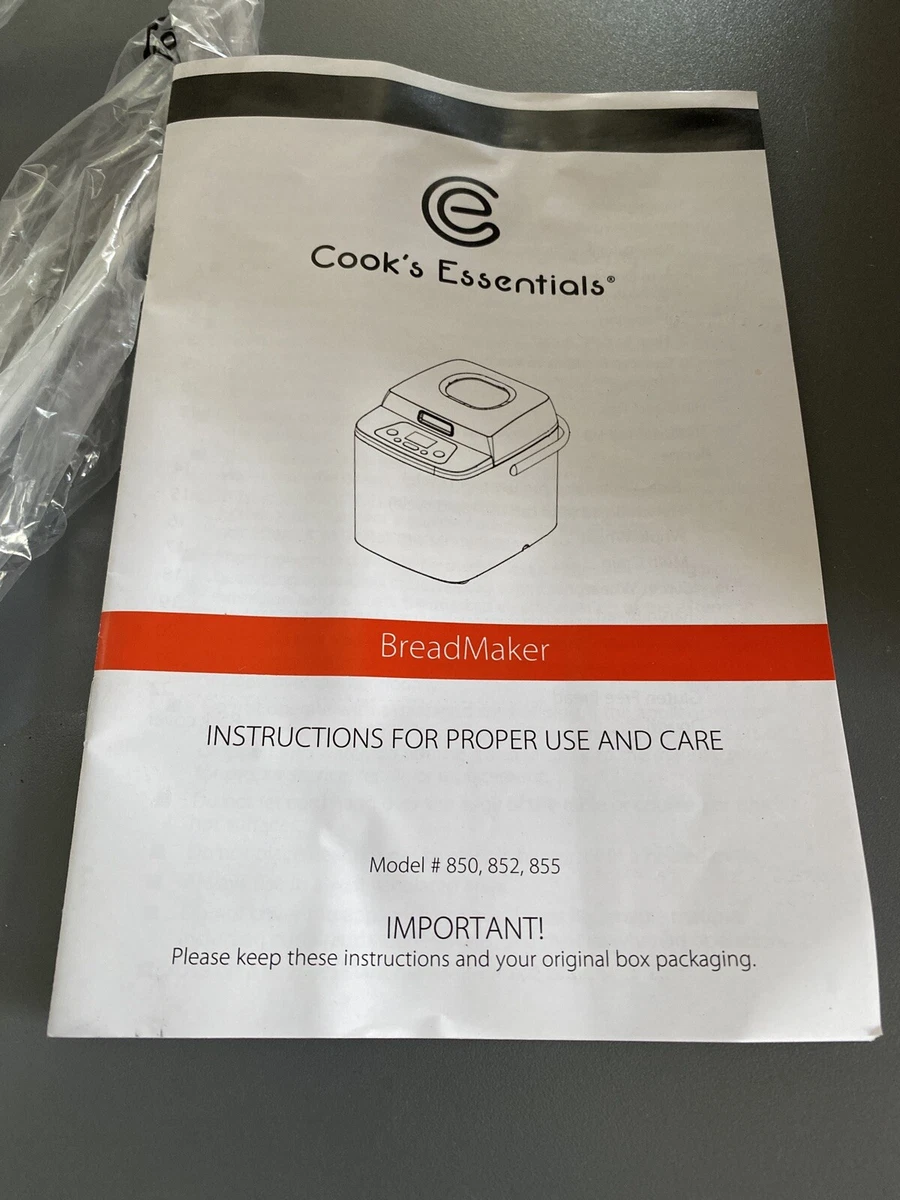 Cook's Essentials®
BreadMaker
INSTRUCTIONS FOR PROPER USE AND CARE
Model # 850, 852, 855
IMPORTANT!
Please keep these instructions and your original box packaging.